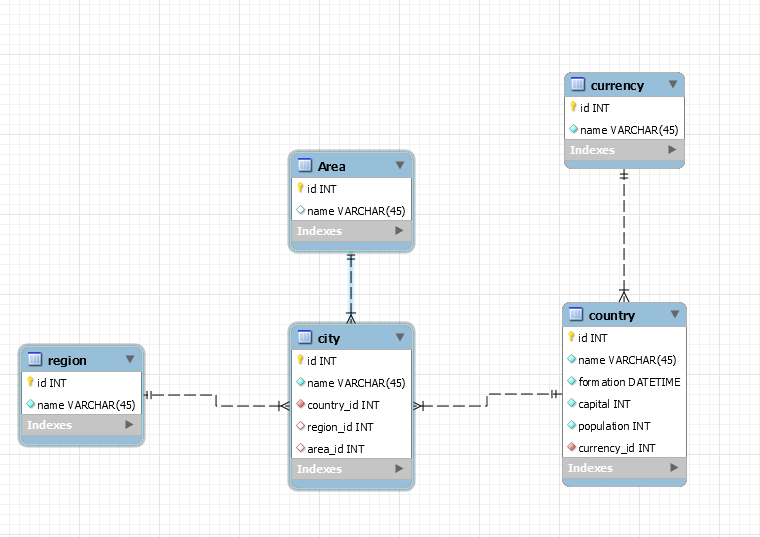 currency
id INT
name VARCHAR(45)
Indexes
Area
id INT
name VARCHAR(45)
Indexes
region
id INT
name VARCHAR(45)
Indexes
city
id INT
name VARCHAR(45)
country_id INT
region_id INT
area_id INT
Indexes
country
id INT
name VARCHAR(45)
formation DATETIME
capital INT
population INT
currency_id INT
Indexes